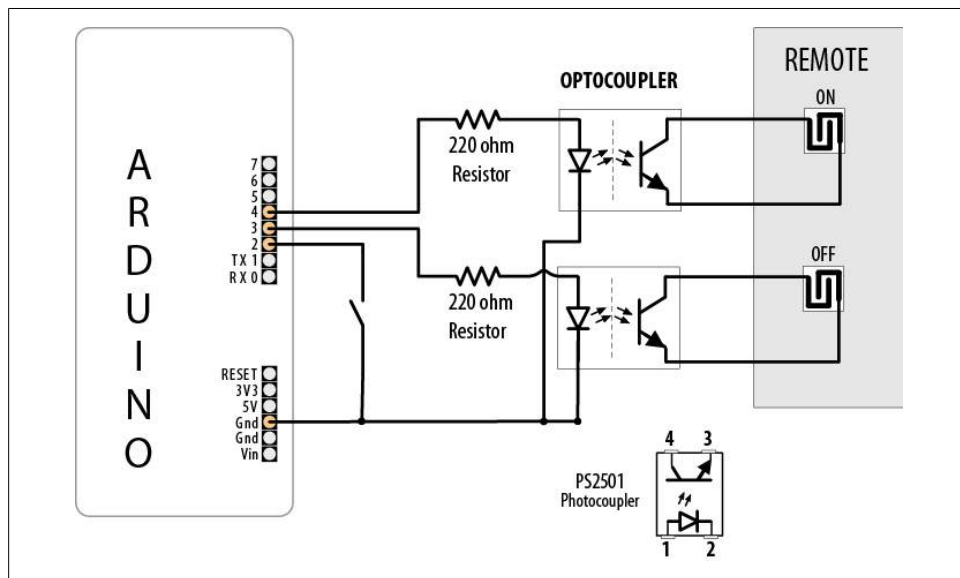 REMOTE
ON
OPTOCOUPLER
220 ohm
Resistor
ARDUINO
7
6
5
4
3
2
TX 1
RX 0
OFF
220 ohm
Resistor
RESET
3V3
5V
Gnd
Gnd
Vin
4 3
PS2501
Photocoupler
1 2